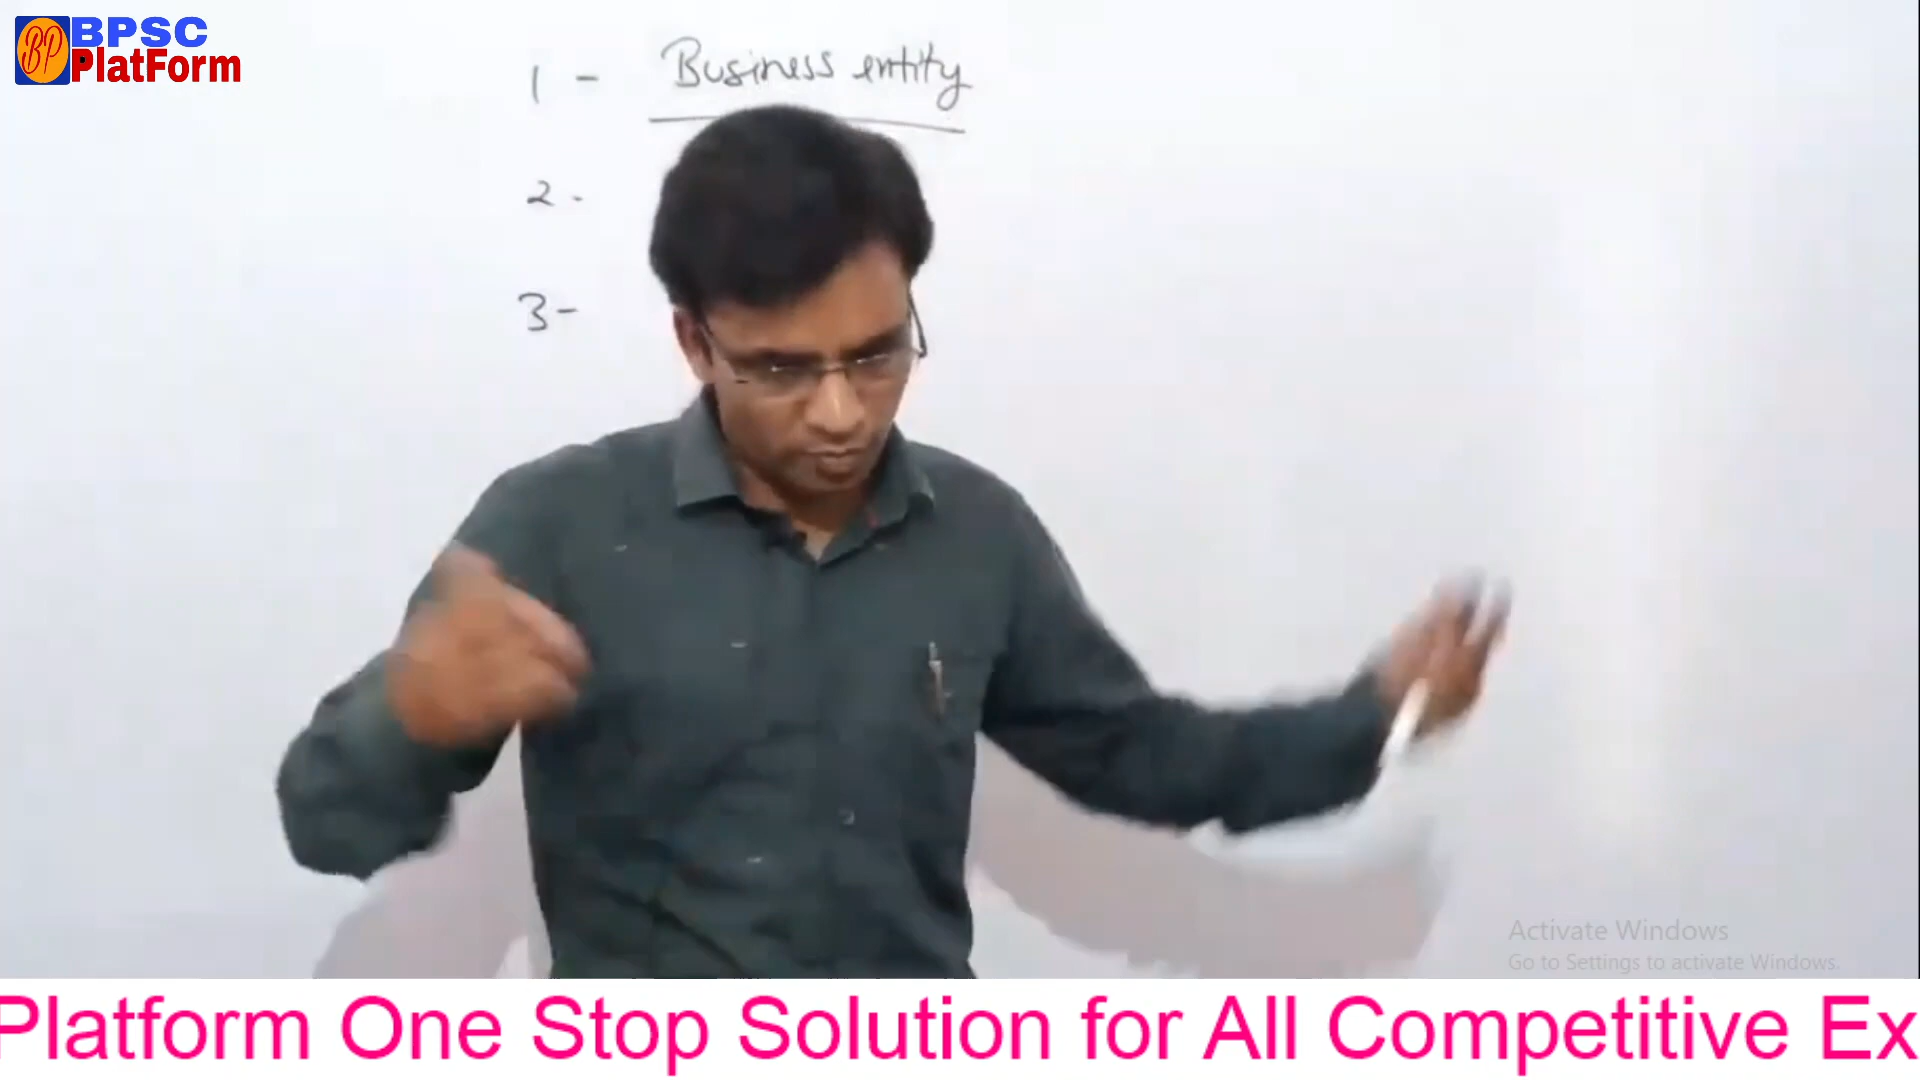 BPSC
PlatForm
1 - Business entity
2 -
3 -
Activate Windows
Go to Settings to activate Windows.
Platform One Stop Solution for All Competitive Ex